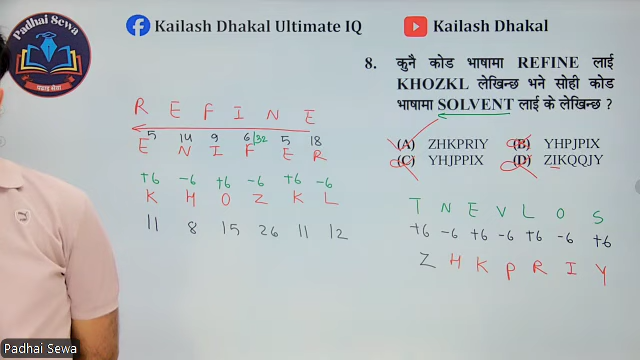 Padhai Sewa
पढाइ सेवा
Kailash Dhakal Ultimate IQ
Kailash Dhakal
8. कुनै कोड भाषामा REFINE लाई
KHOZKL लेखिन्छ भने सोही कोड
भाषामा SOLVENT लाई के लेखिन्छ ?
(A) ZHKPRIY (B) YHPJPIX
(C) YHJPPIX (D) ZIKQQJY
R E F I N E
5 14 9 6/32 5 18
E N I F E R
+6 -6 +6 -6 +6 -6
K H O Z K L
11 8 15 26 11 12
T N E V L O S
+6 -6 +6 -6 +6 -6 +6
Z H K P R I Y
Padhai Sewa